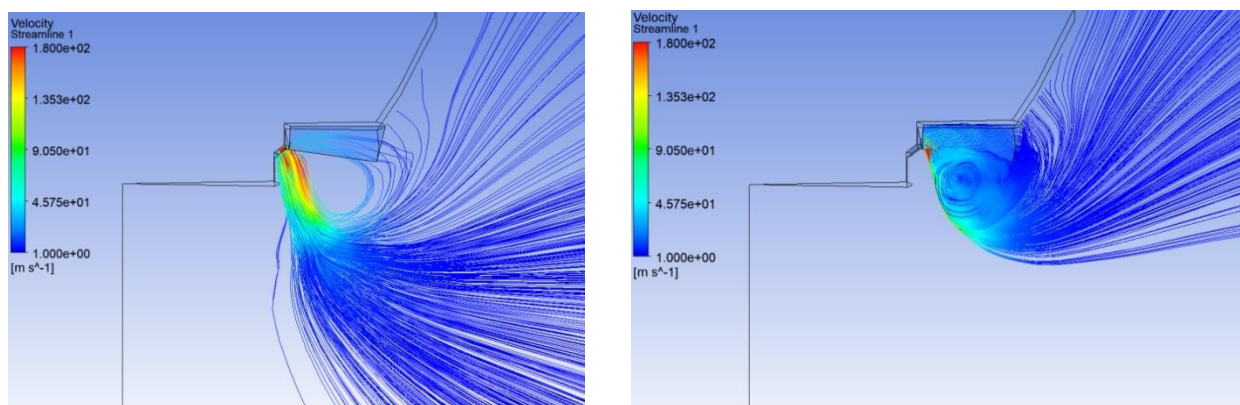 Velocity
Streamline 1
1.800e+02
1.353e+02
9.050e+01
4.575e+01
1.000e+00
[m s^-1]
Velocity
Streamline 1
1.800e+02
1.353e+02
9.050e+01
4.575e+01
1.000e+00
[m s^-1]